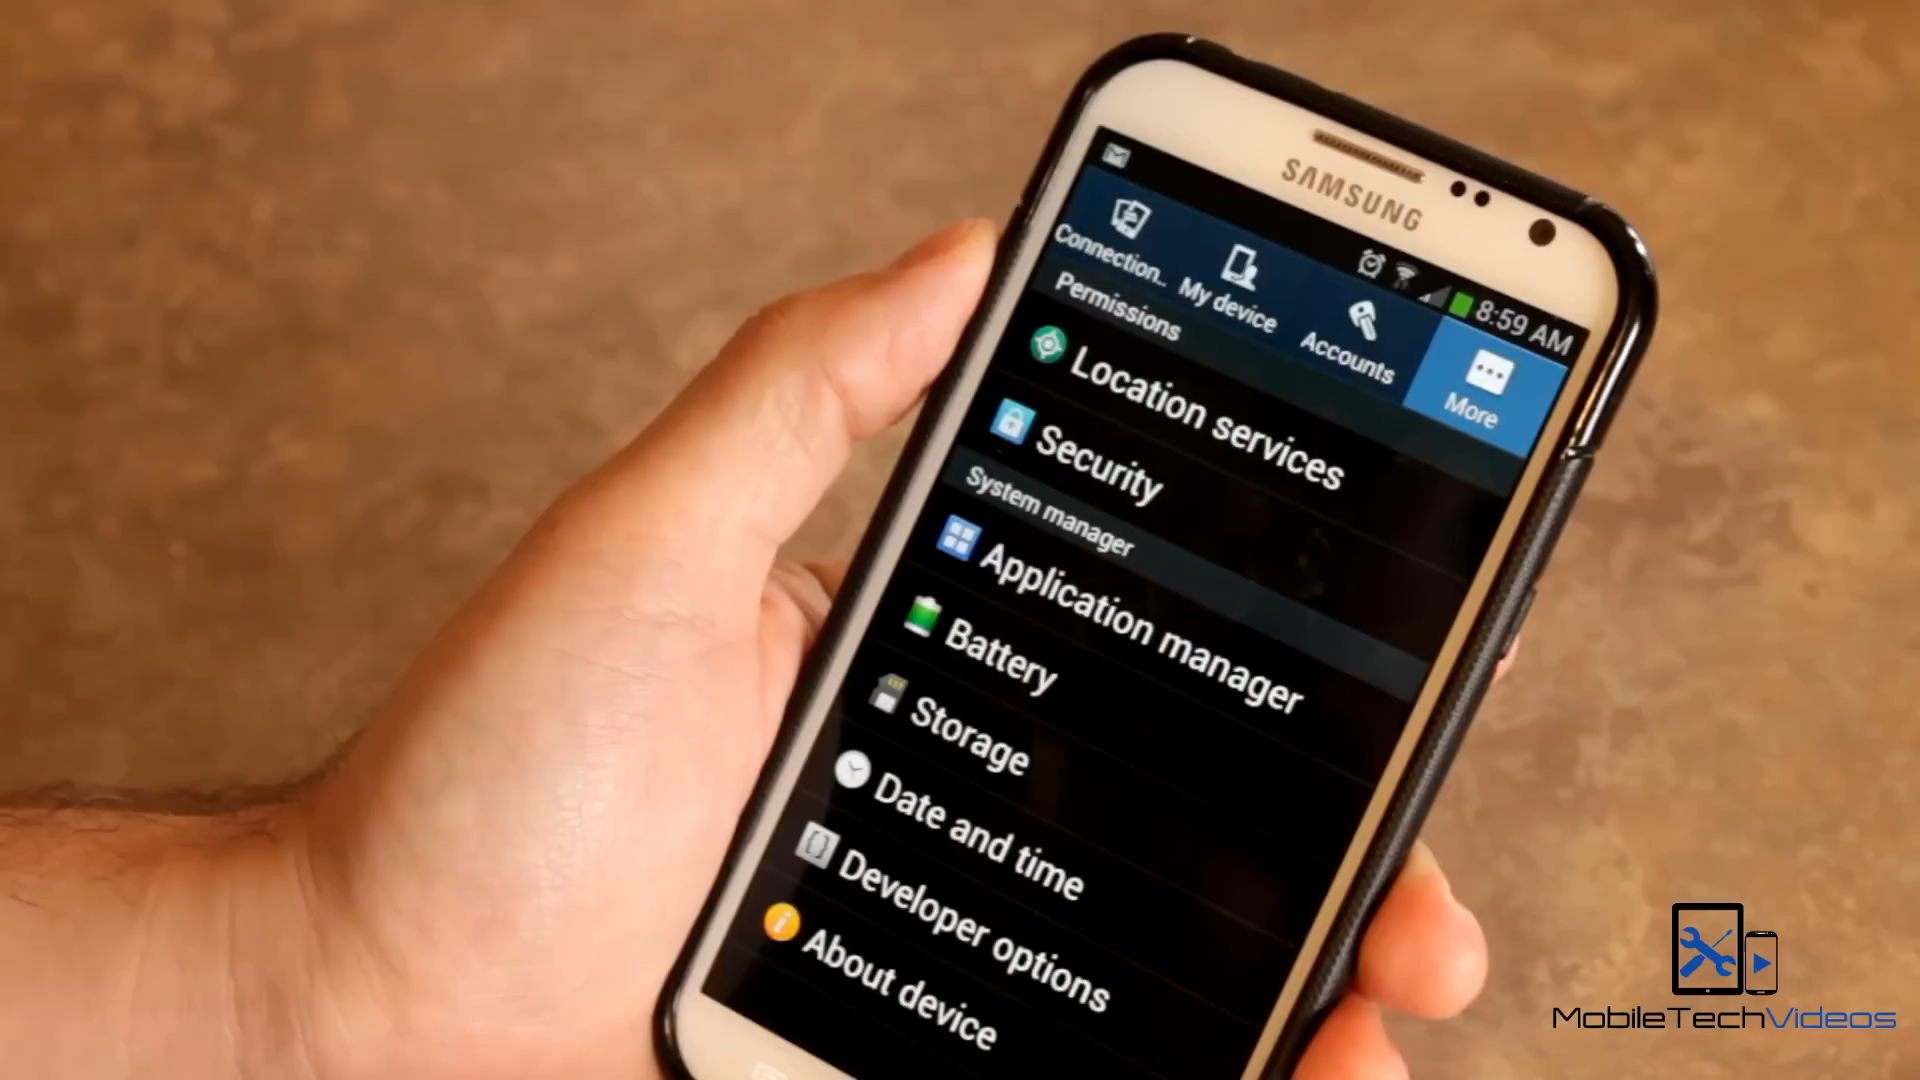 SAMSUNG
8:59 AM
Connection..
My device
Accounts
More
Permissions
Location services
Security
System manager
Application manager
Battery
Storage
Date and time
Developer options
About device
MobileTechVideos